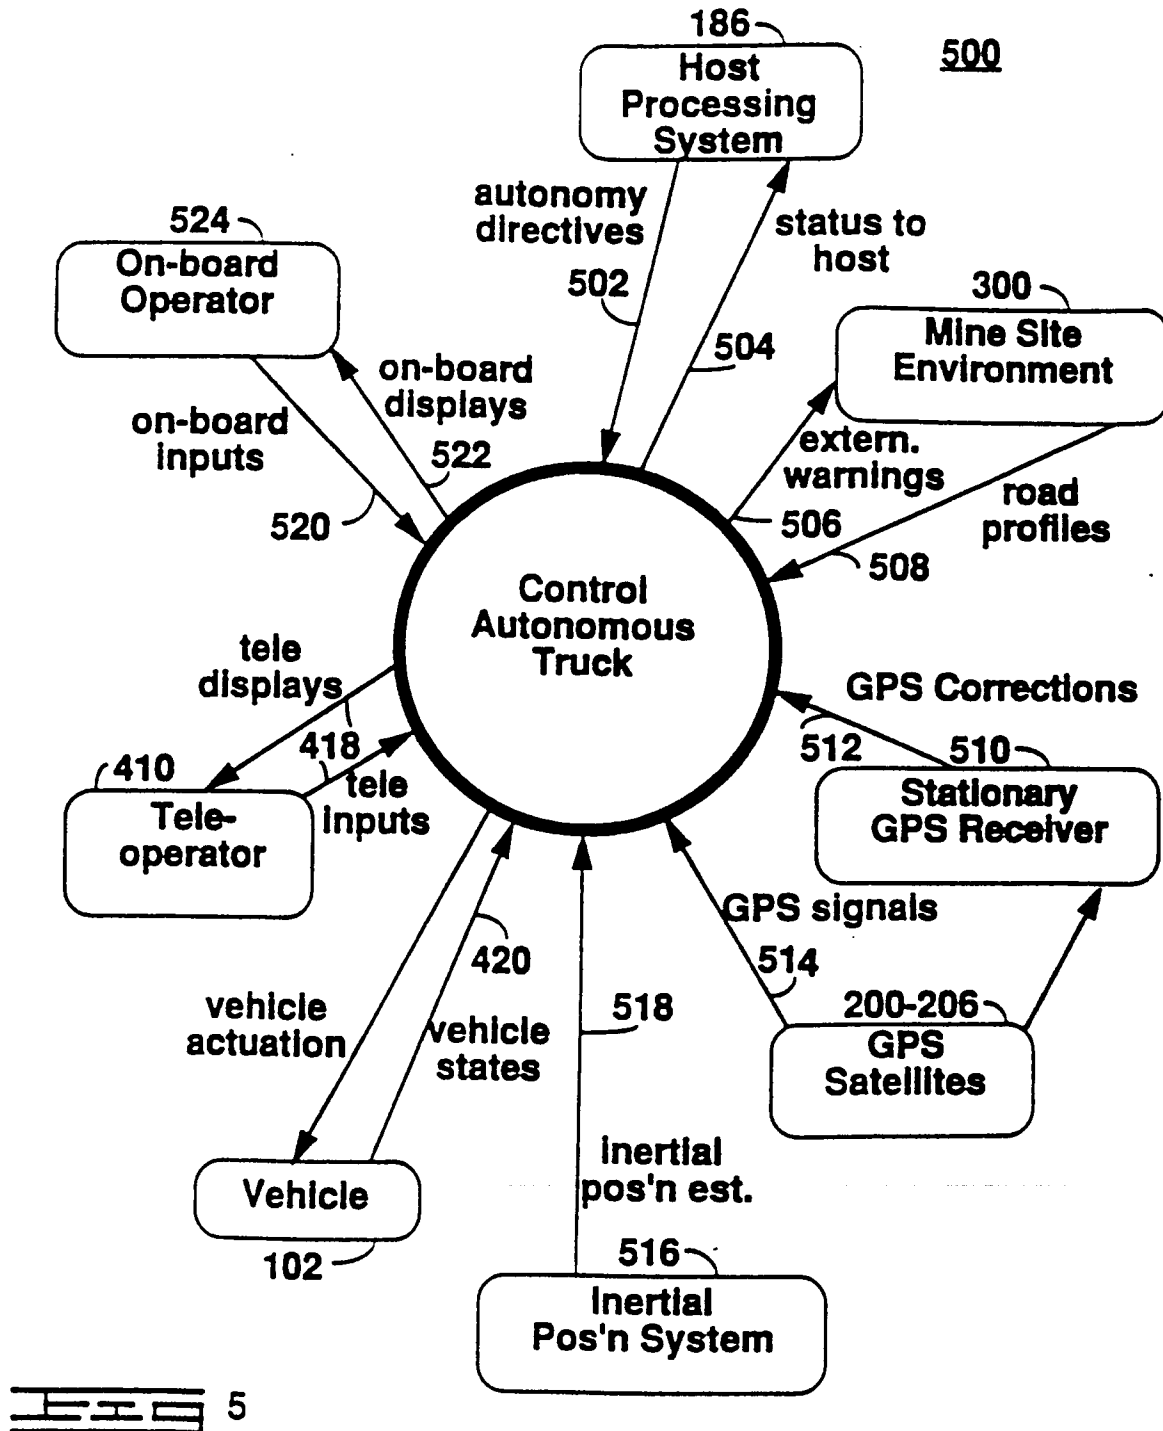 186
500
Host
Processing
System
autonomy
directives
502
status to
host
504
524
On-board
Operator
on-board
inputs
520
on-board
displays
522
300
Mine Site
Environment
extern.
warnings
506
road
profiles
508
Control
Autonomous
Truck
tele
displays
418
410
Tele-
operator
tele
inputs
GPS Corrections
512
510
Stationary
GPS Receiver
GPS signals
514
200-206
GPS
Satellites
420
vehicle
actuation
vehicle
states
518
Vehicle
102
inertial
pos'n est.
516
Inertial
Pos'n System
5